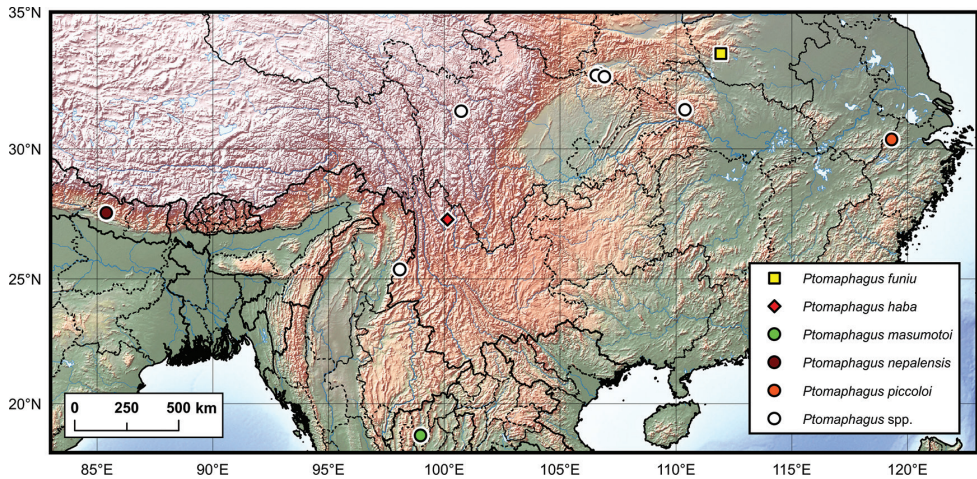 35°N
30°N
25°N
20°N
Ptomaphagus funiu
Ptomaphagus haba
Ptomaphagus masumotoi
Ptomaphagus nepalensis
Ptomaphagus piccoloi
Ptomaphagus spp.
0 250 500 km
85°E 90°E 95°E 100°E 105°E 110°E 115°E 120°E